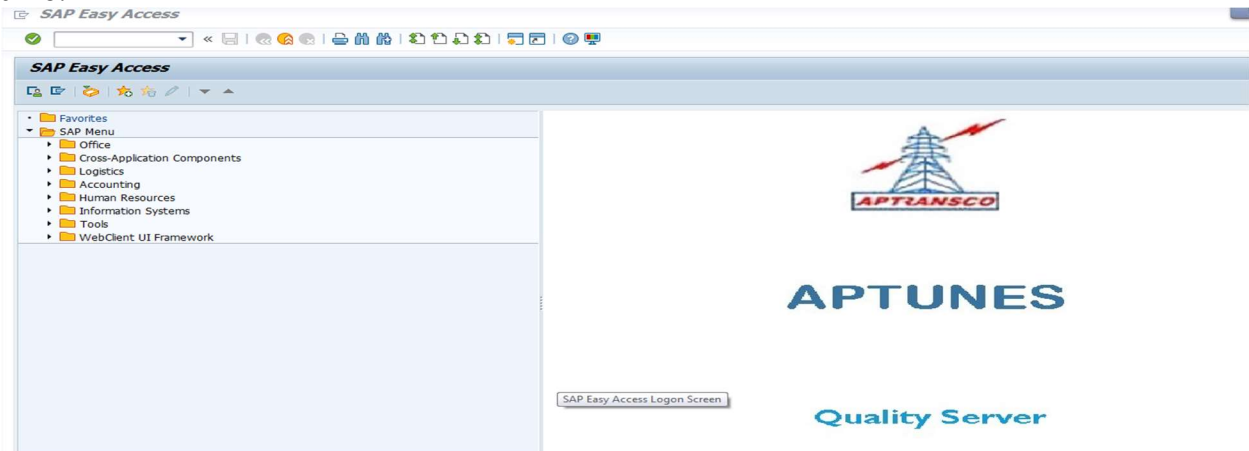 SAP Easy Access
SAP Easy Access
Favorites
SAP Menu
Office
Cross-Application Components
Logistics
Accounting
Human Resources
Information Systems
Tools
WebClient UI Framework
APTRANSCO
APTUNES
SAP Easy Access Logon Screen
Quality Server